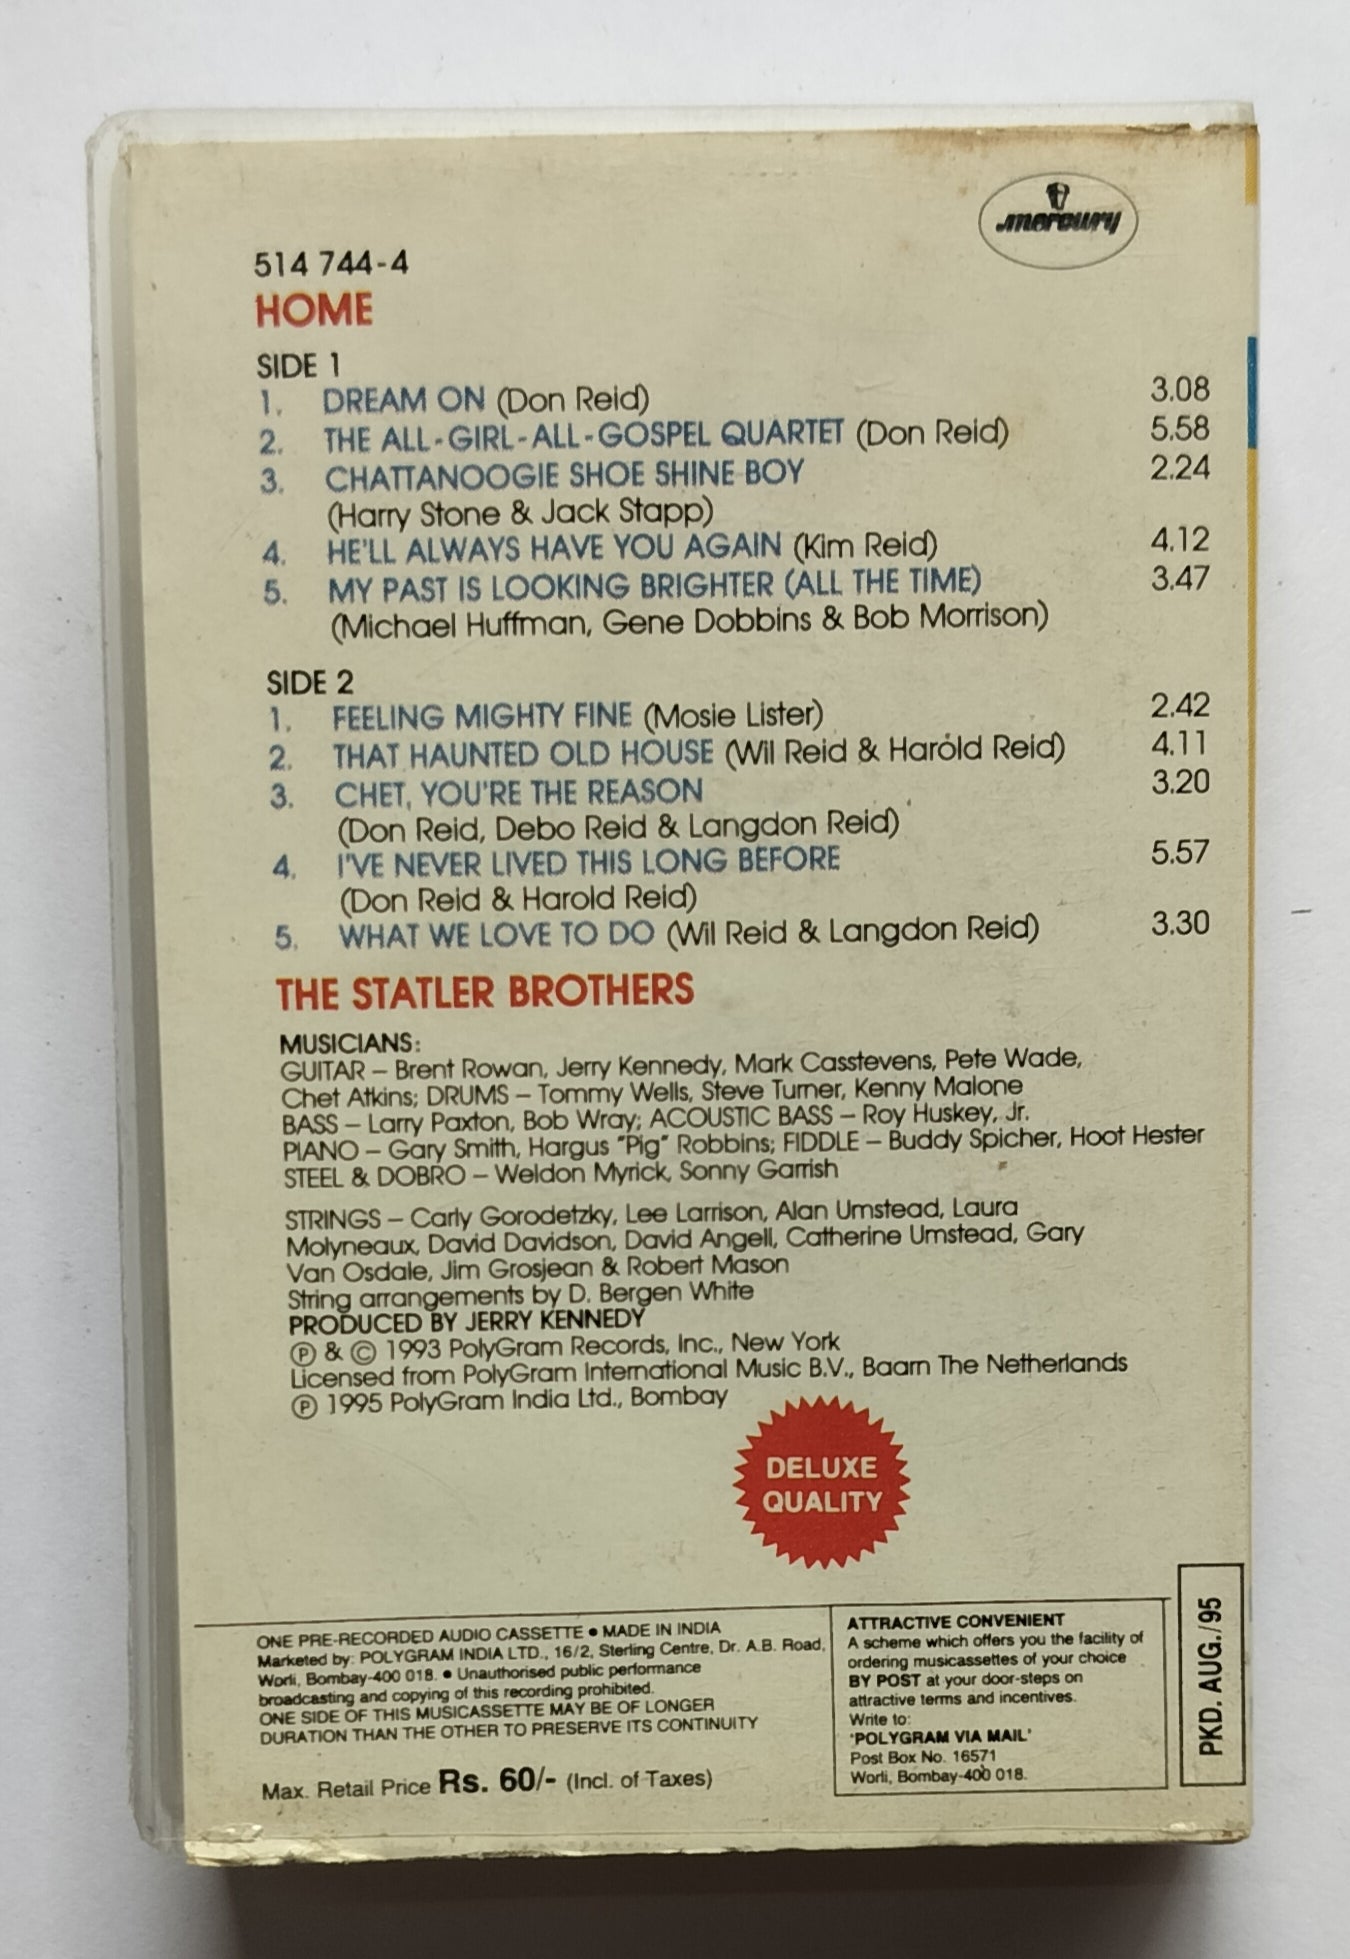 mercury
514 744-4
HOME
SIDE 1
1. DREAM ON (Don Reid) 3.08
2. THE ALL-GIRL-ALL-GOSPEL QUARTET (Don Reid) 5.58
3. CHATTANOOGIE SHOE SHINE BOY 2.24
(Harry Stone & Jack Stapp)
4. HE'LL ALWAYS HAVE YOU AGAIN (Kim Reid) 4.12
5. MY PAST IS LOOKING BRIGHTER (ALL THE TIME) 3.47
(Michael Huffman, Gene Dobbins & Bob Morrison)
SIDE 2
1. FEELING MIGHTY FINE (Mosie Lister) 2.42
2. THAT HAUNTED OLD HOUSE (Wil Reid & Harold Reid) 4.11
3. CHET, YOU'RE THE REASON 3.20
(Don Reid, Debo Reid & Langdon Reid)
4. I'VE NEVER LIVED THIS LONG BEFORE 5.57
(Don Reid & Harold Reid)
5. WHAT WE LOVE TO DO (Wil Reid & Langdon Reid) 3.30
THE STATLER BROTHERS
MUSICIANS:
GUITAR – Brent Rowan, Jerry Kennedy, Mark Casstevens, Pete Wade,
Chet Atkins; DRUMS – Tommy Wells, Steve Turner, Kenny Malone
BASS – Larry Paxton, Bob Wray; ACOUSTIC BASS – Roy Huskey, Jr.
PIANO – Gary Smith, Hargus "Pig" Robbins; FIDDLE – Buddy Spicher, Hoot Hester
STEEL & DOBRO – Weldon Myrick, Sonny Garrish
STRINGS – Carly Gorodetzky, Lee Larrison, Alan Umstead, Laura
Molyneaux, David Davidson, David Angell, Catherine Umstead, Gary
Van Osdale, Jim Grosjean & Robert Mason
String arrangements by D. Bergen White
PRODUCED BY JERRY KENNEDY
Ⓟ & © 1993 PolyGram Records, Inc., New York
Licensed from PolyGram International Music B.V., Baarn The Netherlands
Ⓟ 1995 PolyGram India Ltd., Bombay
DELUXE
QUALITY
ONE PRE-RECORDED AUDIO CASSETTE ● MADE IN INDIA
Marketed by: POLYGRAM INDIA LTD., 16/2, Sterling Centre, Dr. A.B. Road,
Worli, Bombay-400 018. ● Unauthorised public performance
broadcasting and copying of this recording prohibited.
ONE SIDE OF THIS MUSICASSETTE MAY BE OF LONGER
DURATION THAN THE OTHER TO PRESERVE ITS CONTINUITY
Max. Retail Price Rs. 60/- (Incl. of Taxes)
ATTRACTIVE CONVENIENT
A scheme which offers you the facility of
ordering musicassettes of your choice
BY POST at your door-steps on
attractive terms and incentives.
Write to:
'POLYGRAM VIA MAIL'
Post Box No. 16571
Worli, Bombay-400 018.
PKD. AUG./95